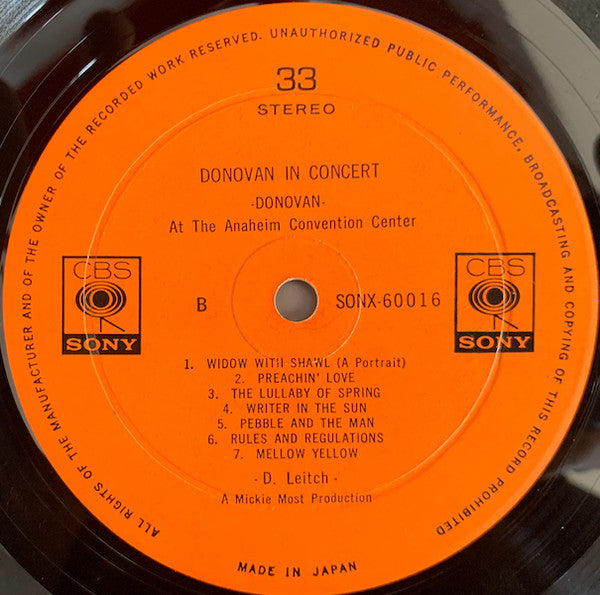 ALL RIGHTS OF THE MANUFACTURER AND OF THE OWNER OF THE RECORDED WORK RESERVED. UNAUTHORIZED PUBLIC PERFORMANCE, BROADCASTING AND COPYING OF THIS RECORD PROHIBITED
33
STEREO
DONOVAN IN CONCERT
-DONOVAN-
At The Anaheim Convention Center
CBS
SONY
B
SONX-60016
CBS
SONY
1. WIDOW WITH SHAWL (A Portrait)
2. PREACHIN' LOVE
3. THE LULLABY OF SPRING
4. WRITER IN THE SUN
5. PEBBLE AND THE MAN
6. RULES AND REGULATIONS
7. MELLOW YELLOW
- D. Leitch -
A Mickie Most Production
MADE IN JAPAN